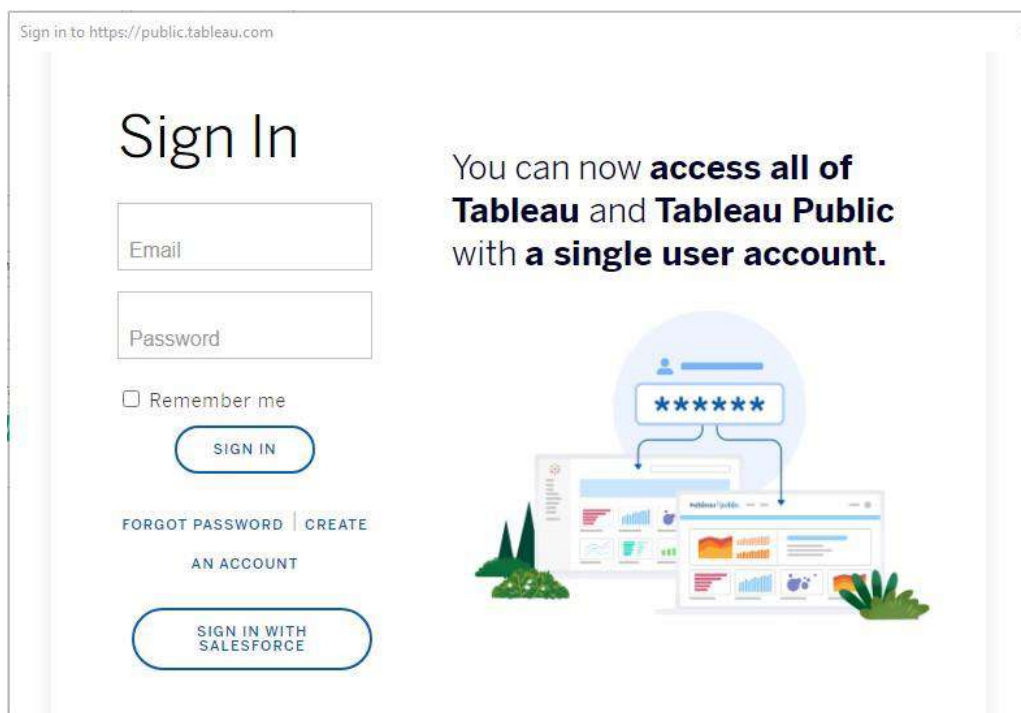 Sign in to https://public.tableau.com
Sign In
Email
Password
Remember me
SIGN IN
FORGOT PASSWORD | CREATE
AN ACCOUNT
SIGN IN WITH
SALESFORCE
You can now access all of
Tableau and Tableau Public
with a single user account.
******
+tableau|public